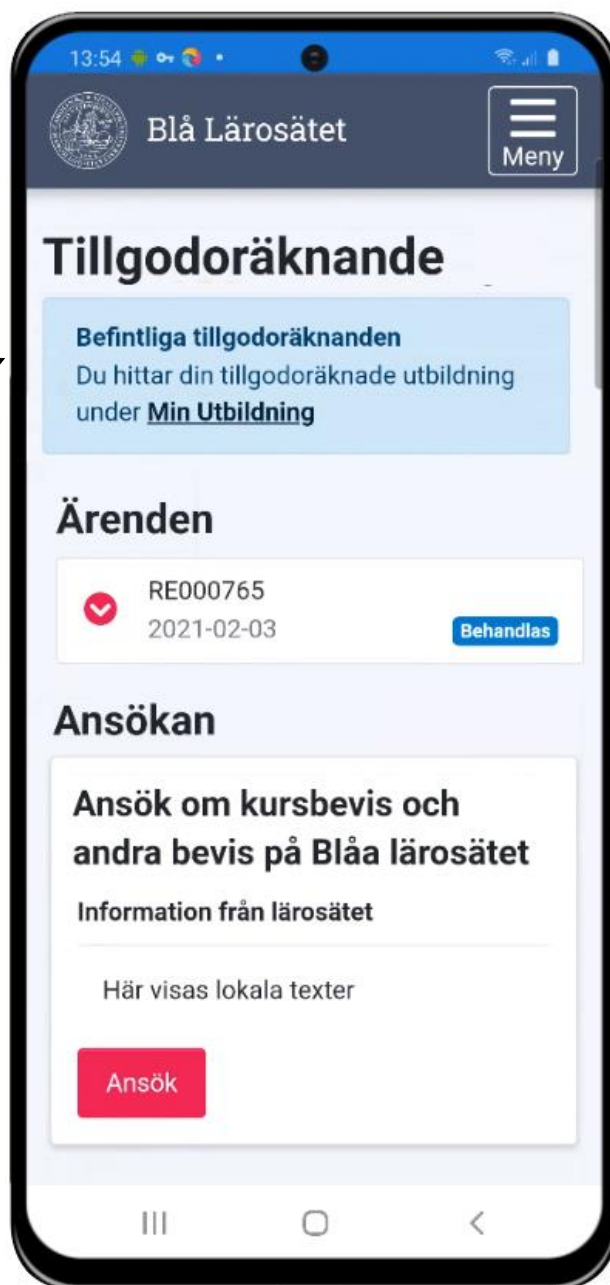 13:54
Blå Lärosätet
Meny
Tillgodoräknande
Befintliga tillgodoräknanden
Du hittar din tillgodoräknade utbildning
under Min Utbildning
Ärenden
RE000765
2021-02-03
Behandlas
Ansökan
Ansök om kursbevis och
andra bevis på Blåa lärosätet
Information från lärosätet
Här visas lokala texter
Ansök